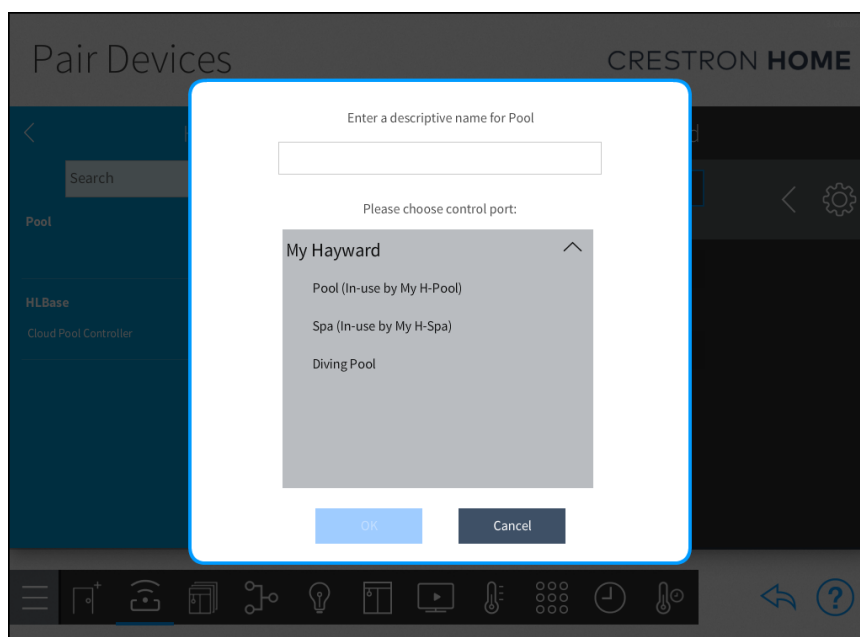 Pair Devices
CRESTRON HOME
Enter a descriptive name for Pool
Search
Please choose control port:
Pool
My Hayward
Pool (In-use by My H-Pool)
HLBase
Spa (In-use by My H-Spa)
Cloud Pool Controller
Diving Pool
OK
Cancel
?